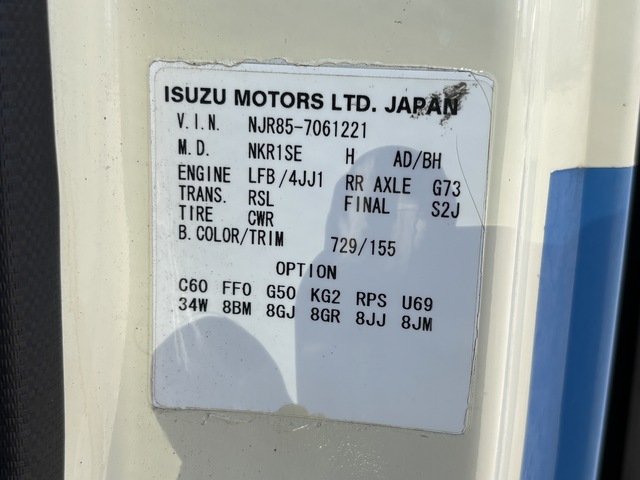 ISUZU MOTORS LTD. JAPAN
V.I.N. NJR85-7061221
M.D. NKR1SE H AD/BH
ENGINE LFB/4JJ1 RR AXLE G73
TRANS. RSL FINAL S2J
TIRE CWR
B.COLOR/TRIM 729/155
OPTION
C60 FF0 G50 KG2 RPS U69
34W 8BM 8GJ 8GR 8JJ 8JM